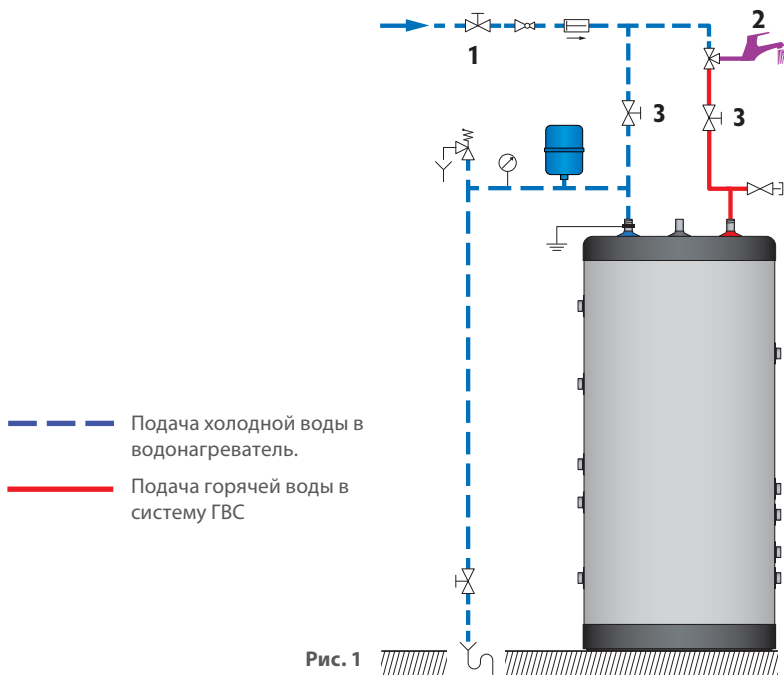 2
1
3
3
Подача холодной воды в
водонагреватель.
Подача горячей воды в
систему ГВС
Рис. 1